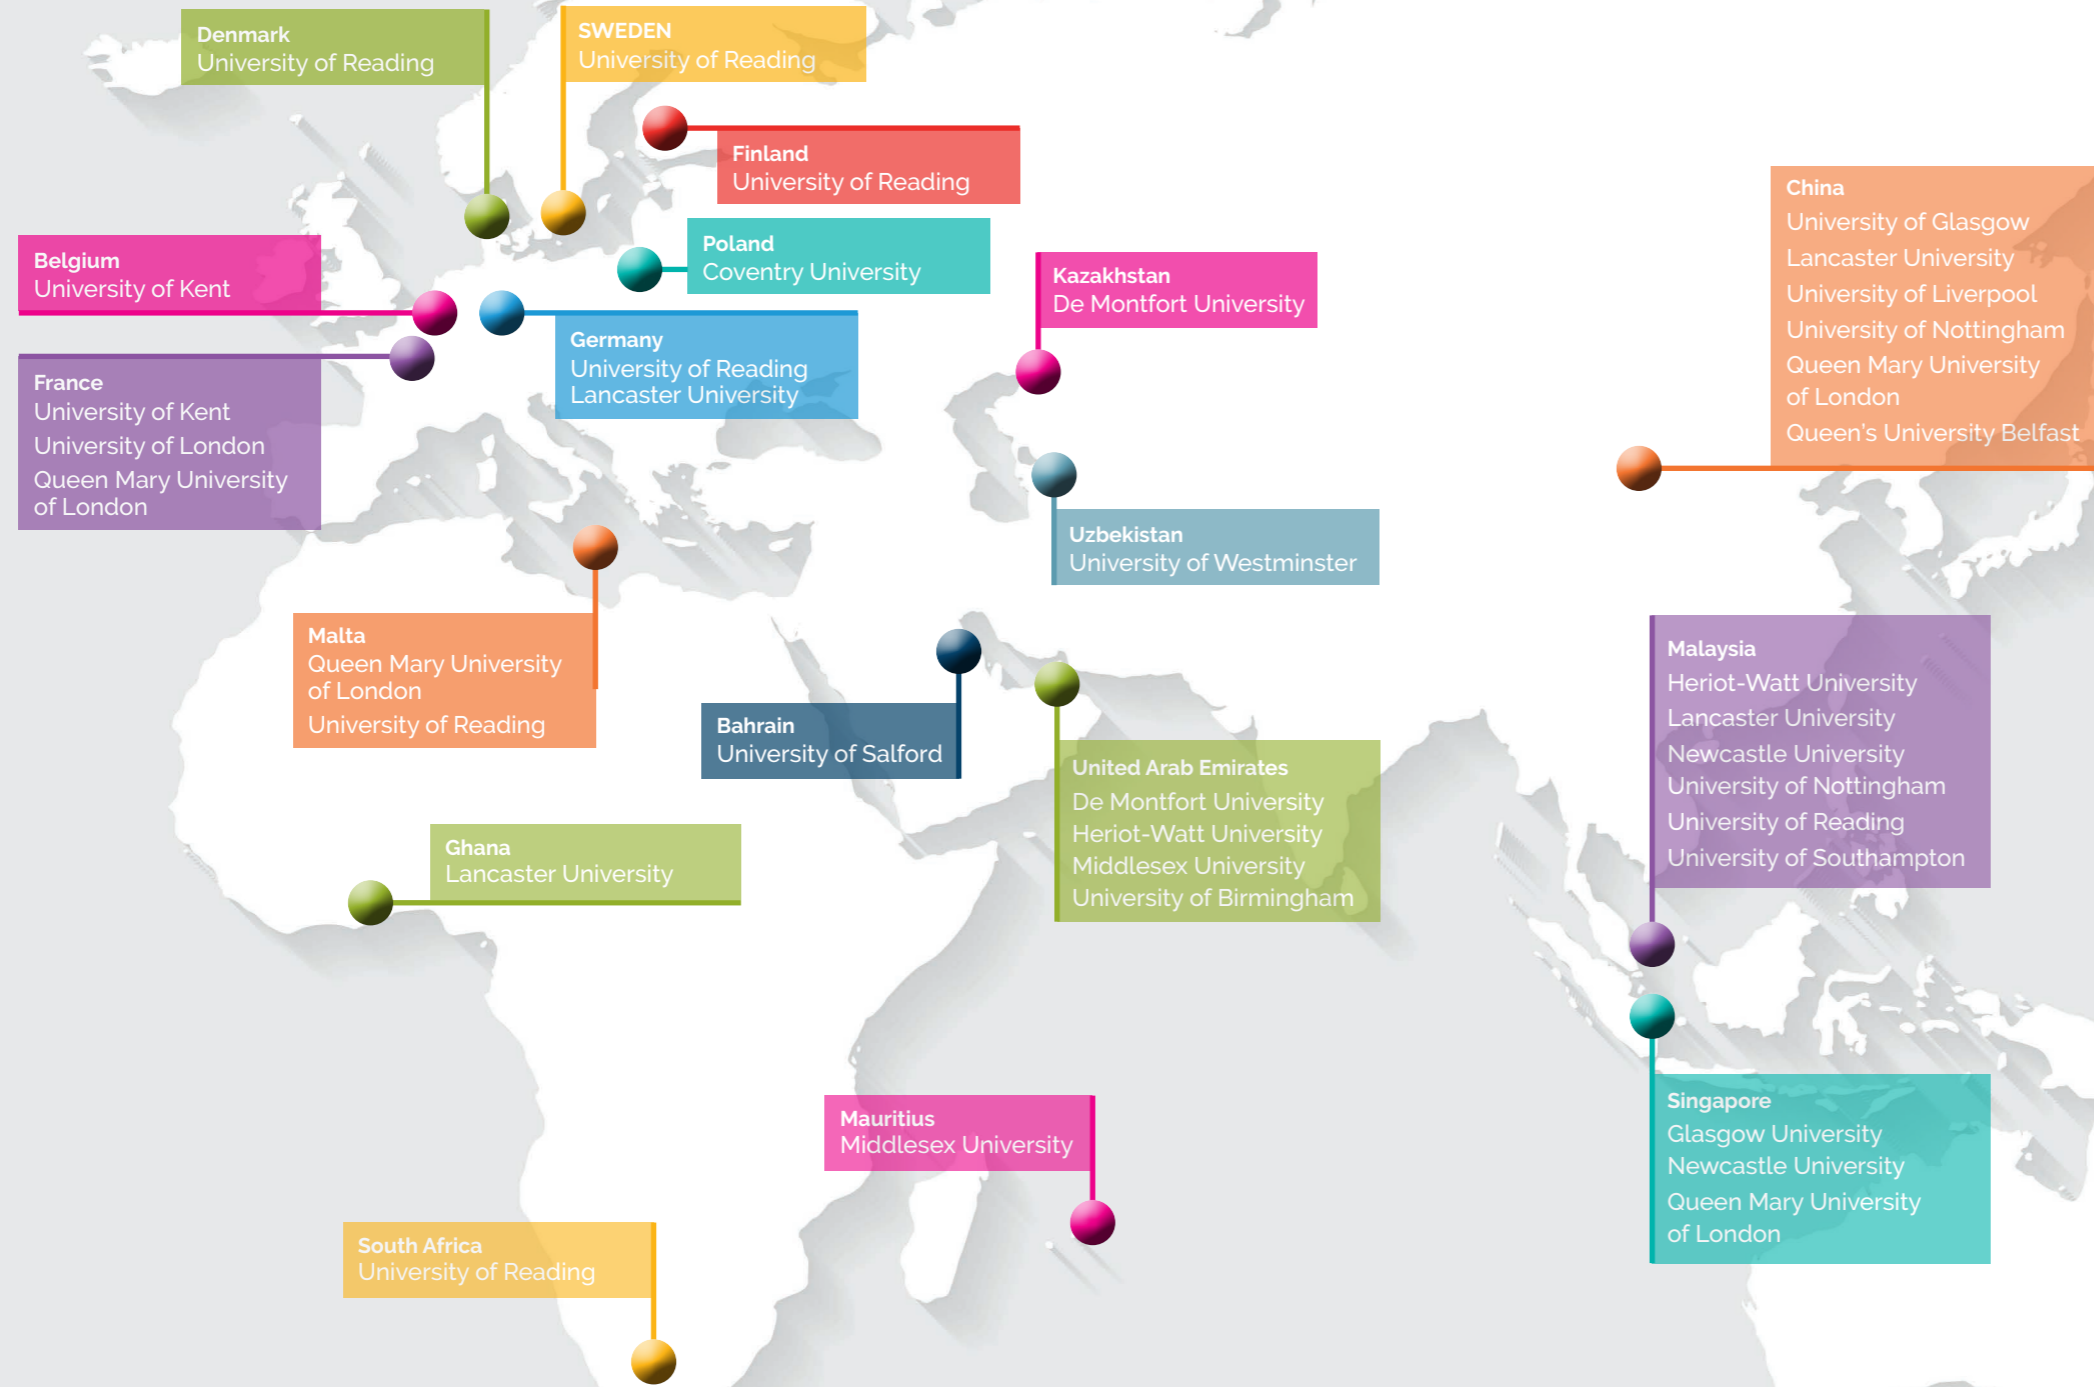 Denmark
University of Reading
SWEDEN
University of Reading
Finland
University of Reading
Belgium
University of Kent
Poland
Coventry University
Kazakhstan
De Montfort University
China
University of Glasgow
Lancaster University
University of Liverpool
University of Nottingham
Queen Mary University
of London
Queen's University Belfast
France
University of Kent
University of London
Queen Mary University
of London
Germany
University of Reading
Lancaster University
Uzbekistan
University of Westminster
Malta
Queen Mary University
of London
University of Reading
Bahrain
University of Salford
United Arab Emirates
De Montfort University
Heriot-Watt University
Middlesex University
University of Birmingham
Malaysia
Heriot-Watt University
Lancaster University
Newcastle University
University of Nottingham
University of Reading
University of Southampton
Ghana
Lancaster University
Mauritius
Middlesex University
Singapore
Glasgow University
Newcastle University
Queen Mary University
of London
South Africa
University of Reading